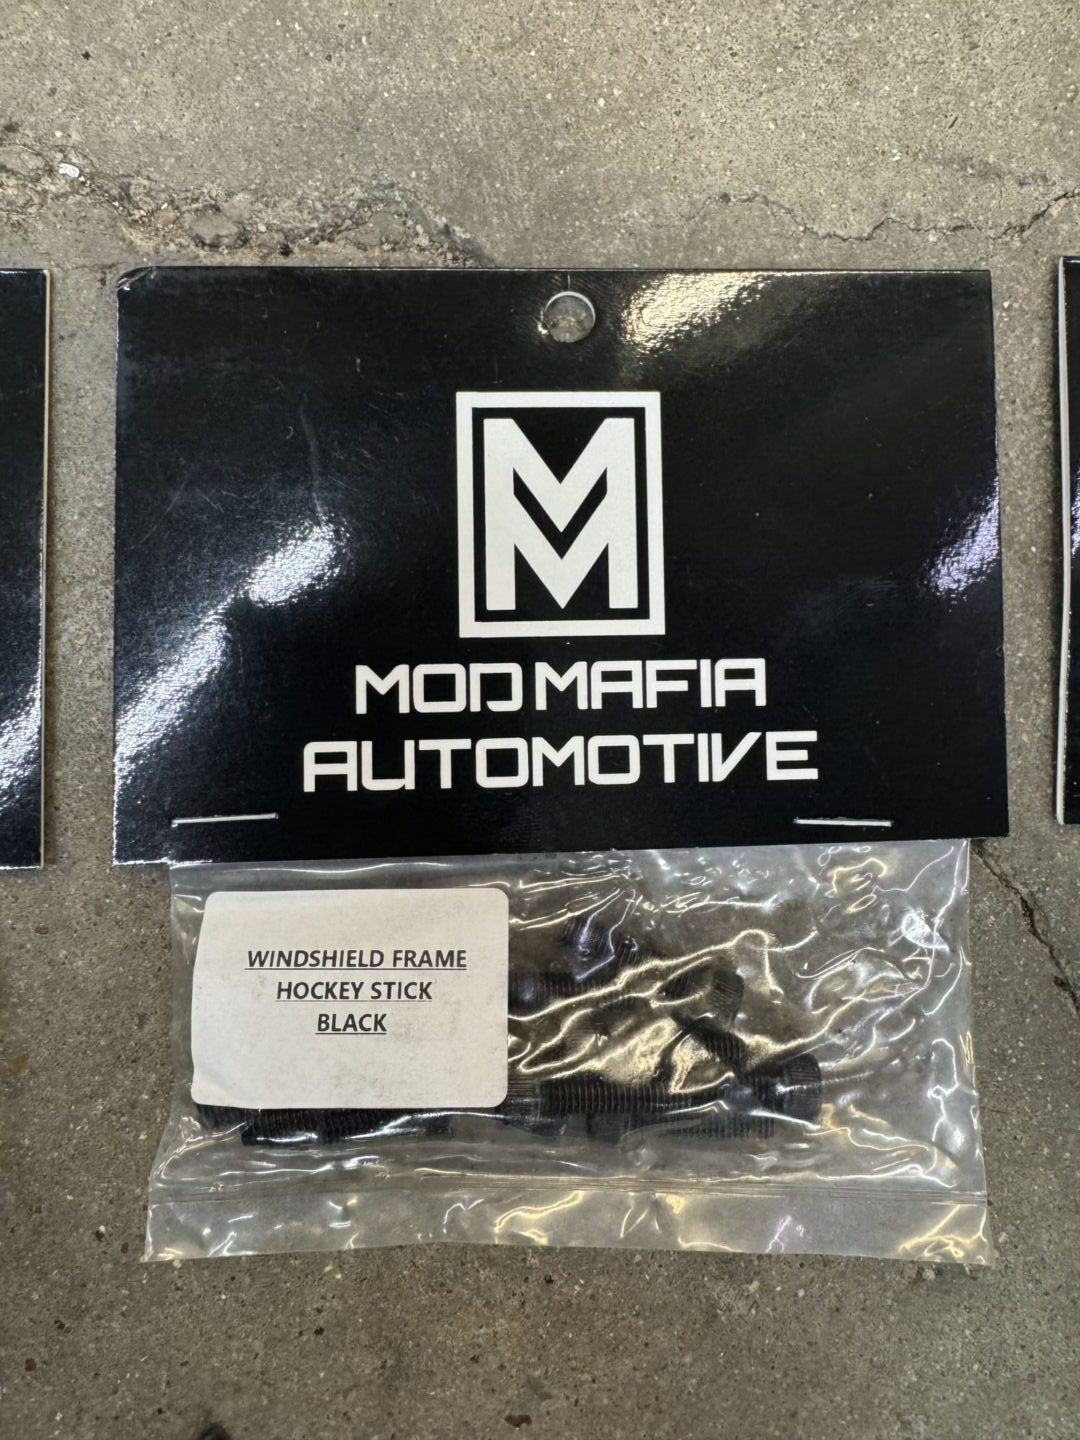 M
MOD MAFIA
AUTOMOTIVE
WINDSHIELD FRAME
HOCKEY STICK
BLACK